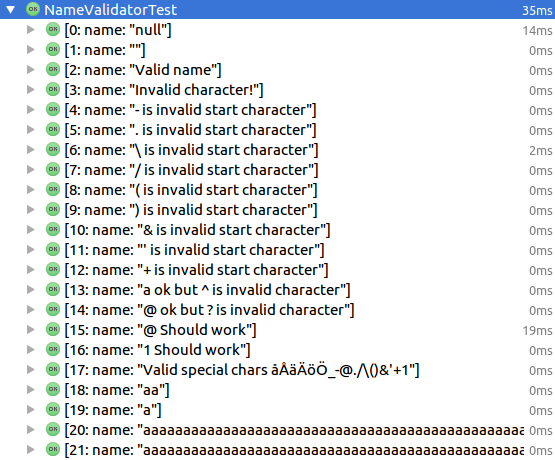 OK NameValidatorTest 35ms
OK [0: name: "null"] 14ms
OK [1: name: ""] 0ms
OK [2: name: "Valid name"] 0ms
OK [3: name: "Invalid character!"] 0ms
OK [4: name: "- is invalid start character"] 0ms
OK [5: name: ". is invalid start character"] 0ms
OK [6: name: "\ is invalid start character"] 2ms
OK [7: name: "/ is invalid start character"] 0ms
OK [8: name: "( is invalid start character"] 0ms
OK [9: name: ") is invalid start character"] 0ms
OK [10: name: "& is invalid start character"] 0ms
OK [11: name: "' is invalid start character"] 0ms
OK [12: name: "+ is invalid start character"] 0ms
OK [13: name: "a ok but ^ is invalid character"] 0ms
OK [14: name: "@ ok but ? is invalid character"] 0ms
OK [15: name: "@ Should work"] 19ms
OK [16: name: "1 Should work"] 0ms
OK [17: name: "Valid special chars åÅäÄöÖ_-@./\()&'+1"] 0ms
OK [18: name: "aa"] 0ms
OK [19: name: "a"] 0ms
OK [20: name: "aaaaaaaaaaaaaaaaaaaaaaaaaaaaaaaaaaaaaaaaaaaaaaaa 0ms
OK [21: name: "aaaaaaaaaaaaaaaaaaaaaaaaaaaaaaaaaaaaaaaaaaaaaaaa 0ms